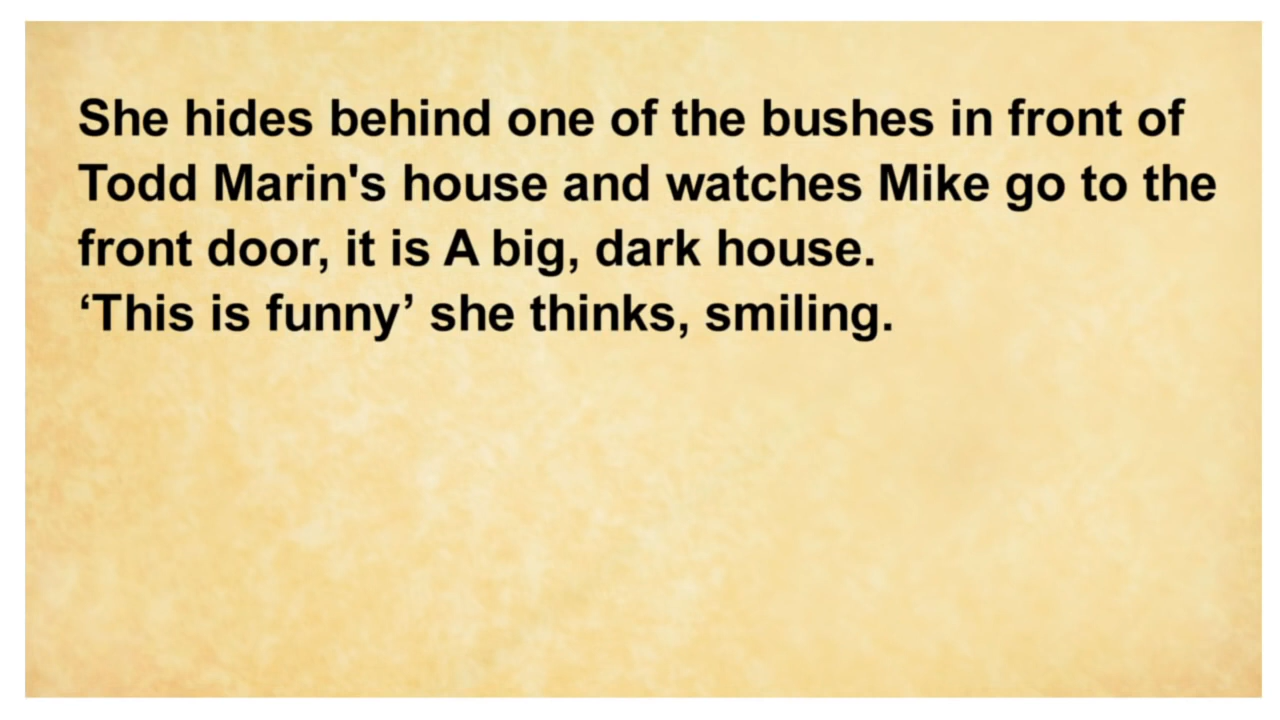 She hides behind one of the bushes in front of
Todd Marin's house and watches Mike go to the
front door, it is A big, dark house.
‘This is funny’ she thinks, smiling.